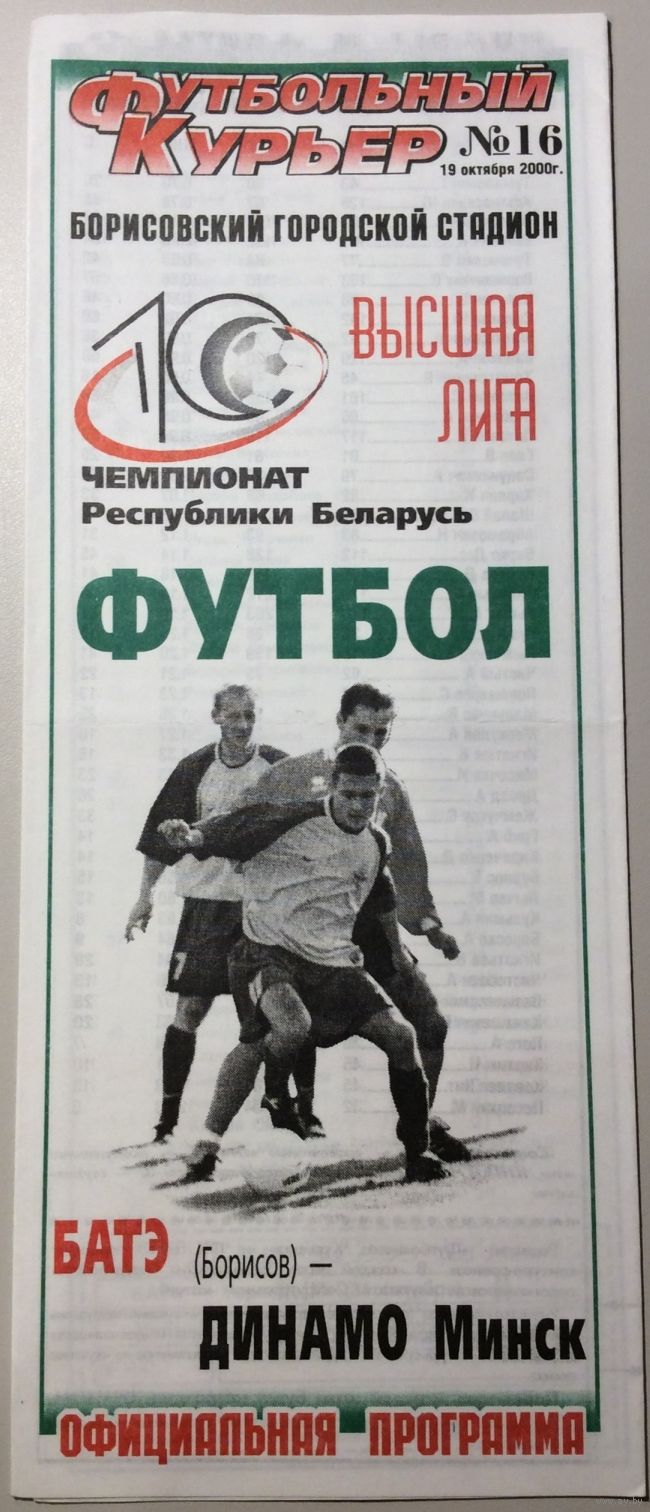 ФУТБОЛЬНЫЙ
КУРЬЕР №16
19 октября 2000г.
БОРИСОВСКИЙ ГОРОДСКОЙ СТАДИОН
10
ВЫСШАЯ
ЛИГА
ЧЕМПИОНАТ
Республики Беларусь
ФУТБОЛ
БАТЭ (Борисов) –
ДИНАМО Минск
ОФИЦИАЛЬНАЯ ПРОГРАММА